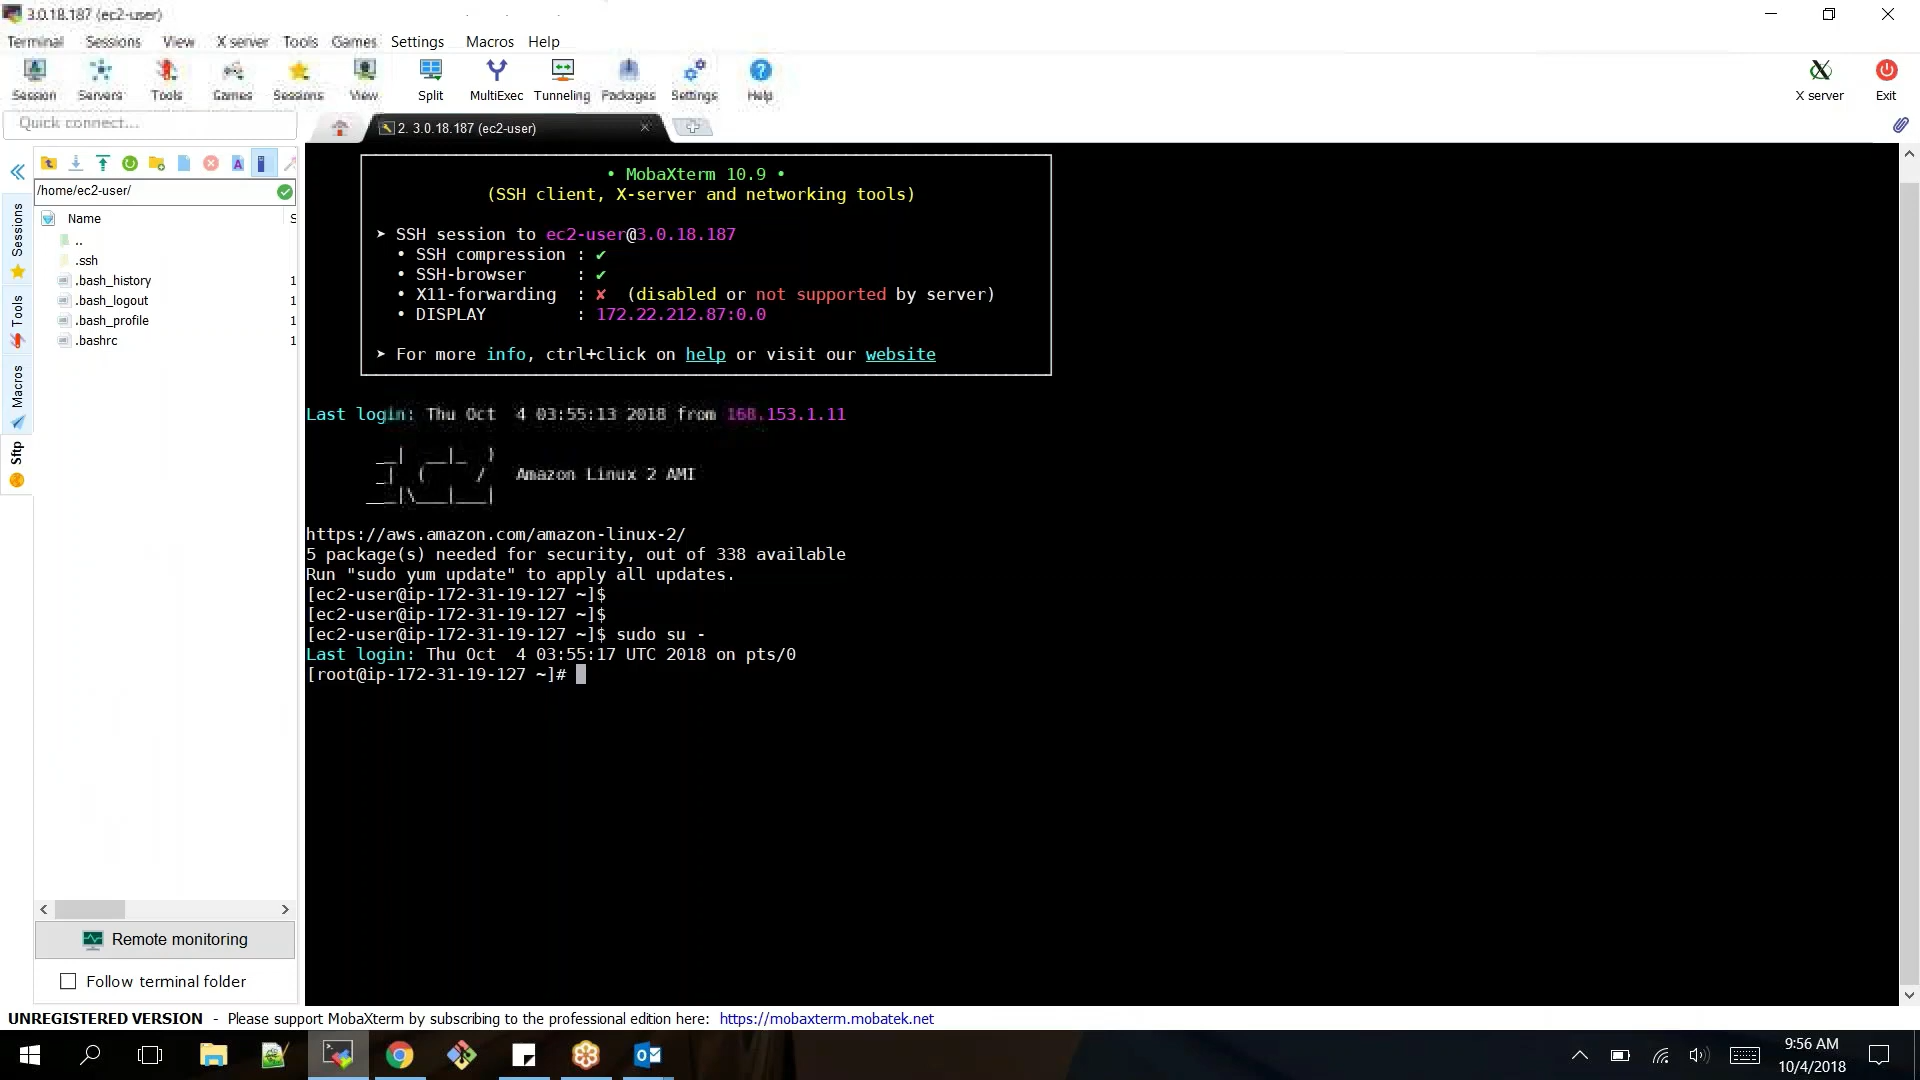 3.0.18.187 (ec2-user)
Terminal Sessions View X server Tools Games Settings Macros Help
Session Servers Tools Games Sessions View Split MultiExec Tunneling Packages Settings Help X server Exit
Quick connect...
2. 3.0.18.187 (ec2-user)
/home/ec2-user/
Name S
..
.ssh
.bash_history 1
.bash_logout 1
.bash_profile 1
.bashrc 1
Sessions
Tools
Macros
Sftp
Remote monitoring
Follow terminal folder
• MobaXterm 10.9 •
(SSH client, X-server and networking tools)
➤ SSH session to ec2-user@3.0.18.187
• SSH compression : ✔
• SSH-browser : ✔
• X11-forwarding : ✘ (disabled or not supported by server)
• DISPLAY : 172.22.212.87:0.0
➤ For more info, ctrl+click on help or visit our website
Last login: Thu Oct 4 03:55:13 2018 from 168.153.1.11
__| __|_ )
_| ( / Amazon Linux 2 AMI
___|\___|___|
https://aws.amazon.com/amazon-linux-2/
5 package(s) needed for security, out of 338 available
Run "sudo yum update" to apply all updates.
[ec2-user@ip-172-31-19-127 ~]$
[ec2-user@ip-172-31-19-127 ~]$
[ec2-user@ip-172-31-19-127 ~]$ sudo su -
Last login: Thu Oct 4 03:55:17 UTC 2018 on pts/0
[root@ip-172-31-19-127 ~]#
UNREGISTERED VERSION - Please support MobaXterm by subscribing to the professional edition here: https://mobaxterm.mobatek.net
9:56 AM
10/4/2018